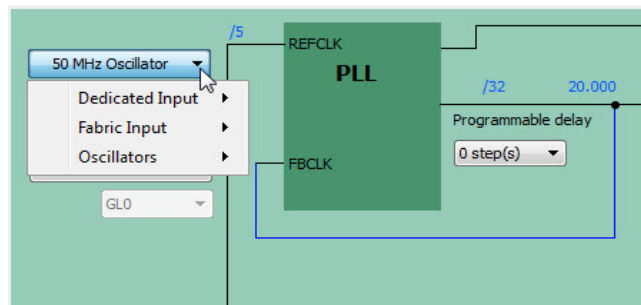 /5
50 MHz Oscillator
REFCLK
PLL
Dedicated Input
Fabric Input
Oscillators
/32 20.000
Programmable delay
0 step(s)
FBCLK
GL0